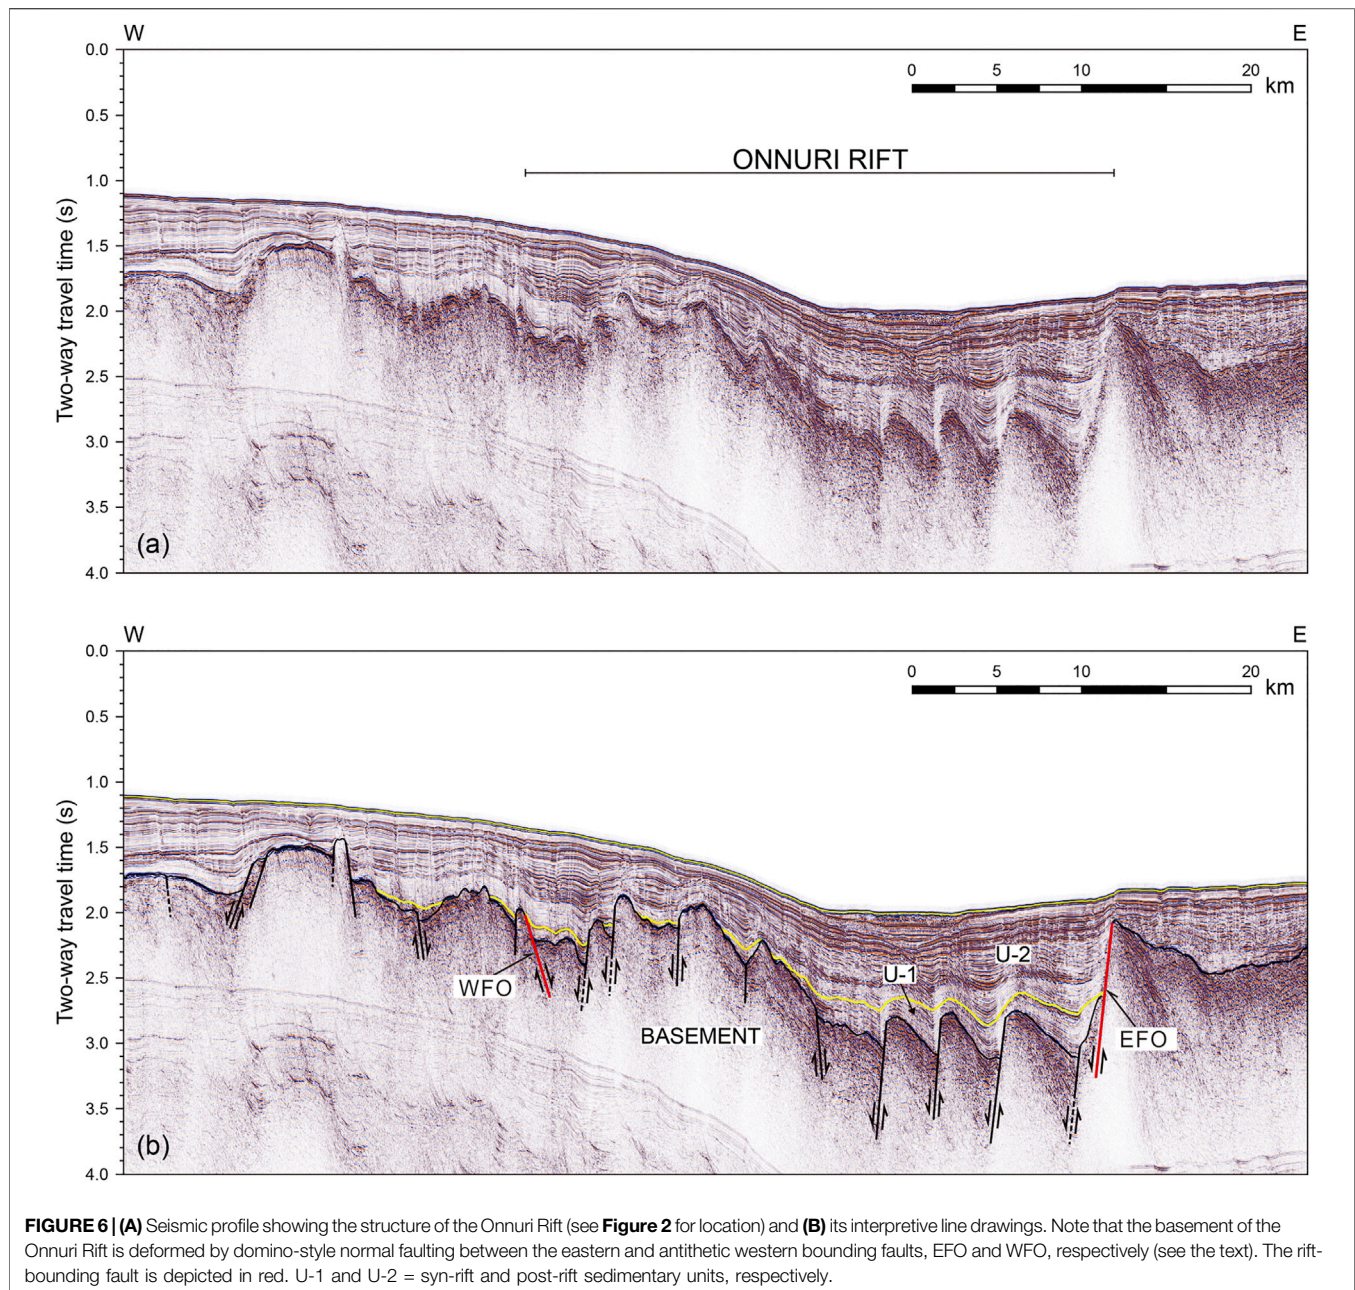 W
E
0.0
0 5 10 20
km
0.5
ONNURI RIFT
1.0
Two-way travel time (s)
1.5
2.0
2.5
3.0
3.5
(a)
4.0
W
E
0.0
0 5 10 20
km
0.5
1.0
Two-way travel time (s)
1.5
2.0
U-2
U-1
2.5
WFO
BASEMENT
EFO
3.0
3.5
(b)
4.0
FIGURE 6 | (A) Seismic profile showing the structure of the Onnuri Rift (see Figure 2 for location) and (B) its interpretive line drawings. Note that the basement of the
Onnuri Rift is deformed by domino-style normal faulting between the eastern and antithetic western bounding faults, EFO and WFO, respectively (see the text). The rift-
bounding fault is depicted in red. U-1 and U-2 = syn-rift and post-rift sedimentary units, respectively.